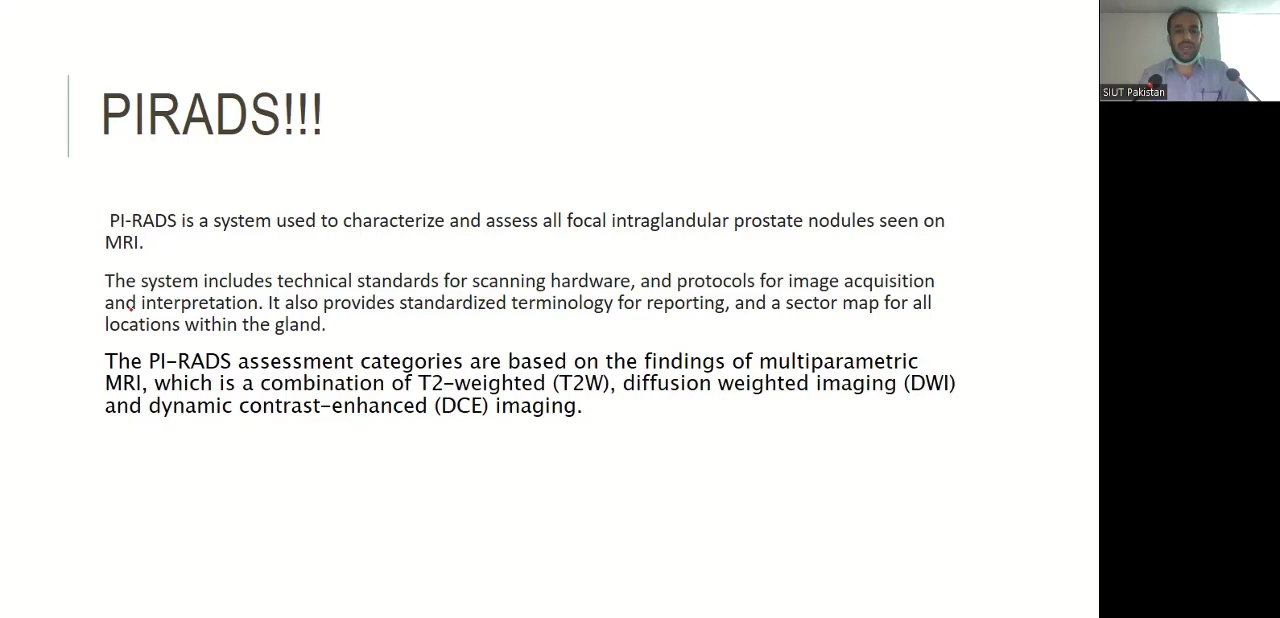 PIRADS!!!
PI-RADS is a system used to characterize and assess all focal intraglandular prostate nodules seen on
MRI.
The system includes technical standards for scanning hardware, and protocols for image acquisition
and interpretation. It also provides standardized terminology for reporting, and a sector map for all
locations within the gland.
The PI-RADS assessment categories are based on the findings of multiparametric
MRI, which is a combination of T2-weighted (T2W), diffusion weighted imaging (DWI)
and dynamic contrast-enhanced (DCE) imaging.
SIUT Pakistan